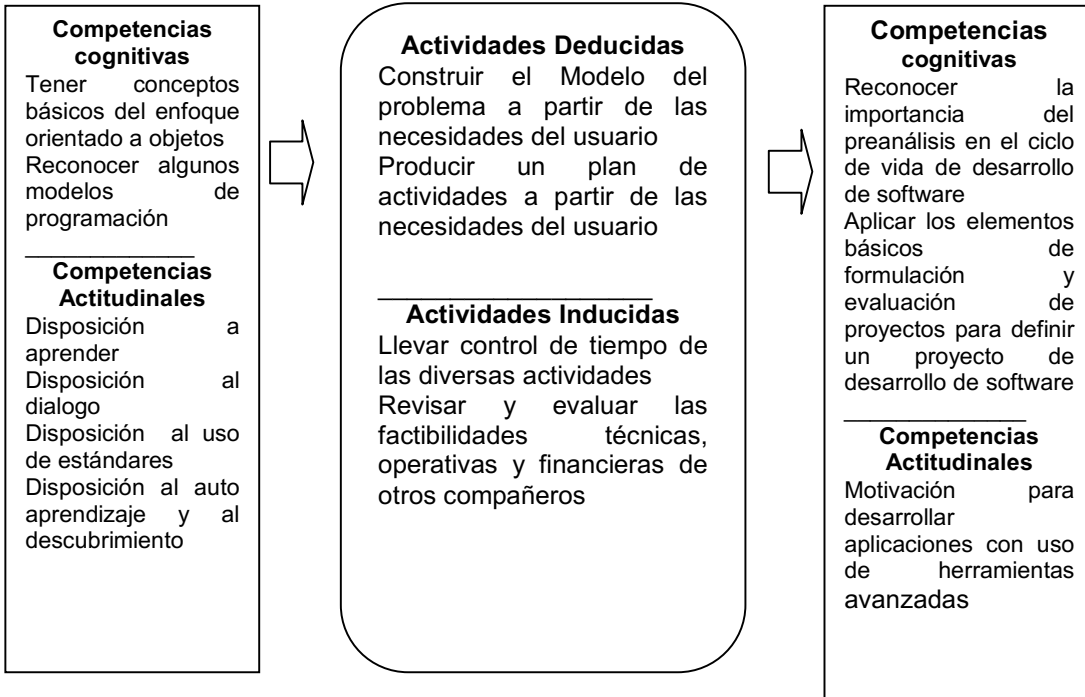 Competencias
cognitivas
Tener conceptos
básicos del enfoque
orientado a objetos
Reconocer algunos
modelos de
programación
Competencias
Actitudinales
Disposición a
aprender
Disposición al
dialogo
Disposición al uso
de estándares
Disposición al auto
aprendizaje y al
descubrimiento
Actividades Deducidas
Construir el Modelo del
problema a partir de las
necesidades del usuario
Producir un plan de
actividades a partir de las
necesidades del usuario
Actividades Inducidas
Llevar control de tiempo de
las diversas actividades
Revisar y evaluar las
factibilidades técnicas,
operativas y financieras de
otros compañeros
Competencias
cognitivas
Reconocer la
importancia del
preanálisis en el ciclo
de vida de desarrollo
de software
Aplicar los elementos
básicos de
formulación y
evaluación de
proyectos para definir
un proyecto de
desarrollo de software
Competencias
Actitudinales
Motivación para
desarrollar
aplicaciones con uso
de herramientas
avanzadas